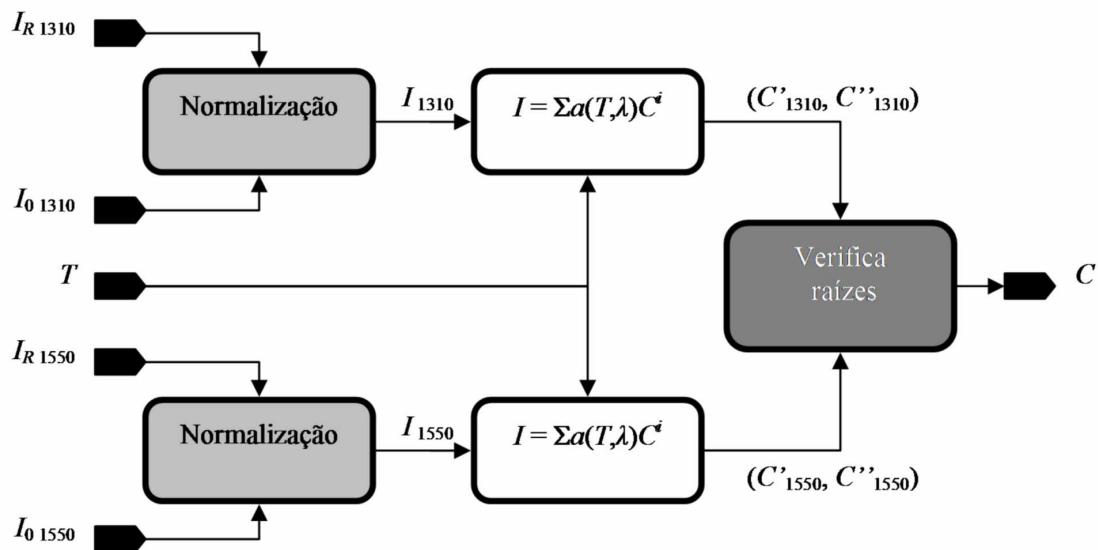 I_R 1310
Normalização
I_1310
I = Σa(T,λ)C^i
(C’_1310, C’’_1310)
I_0 1310
Verifica
raízes
T
C
I_R 1550
Normalização
I_1550
I = Σa(T,λ)C^i
(C’_1550, C’’_1550)
I_0 1550